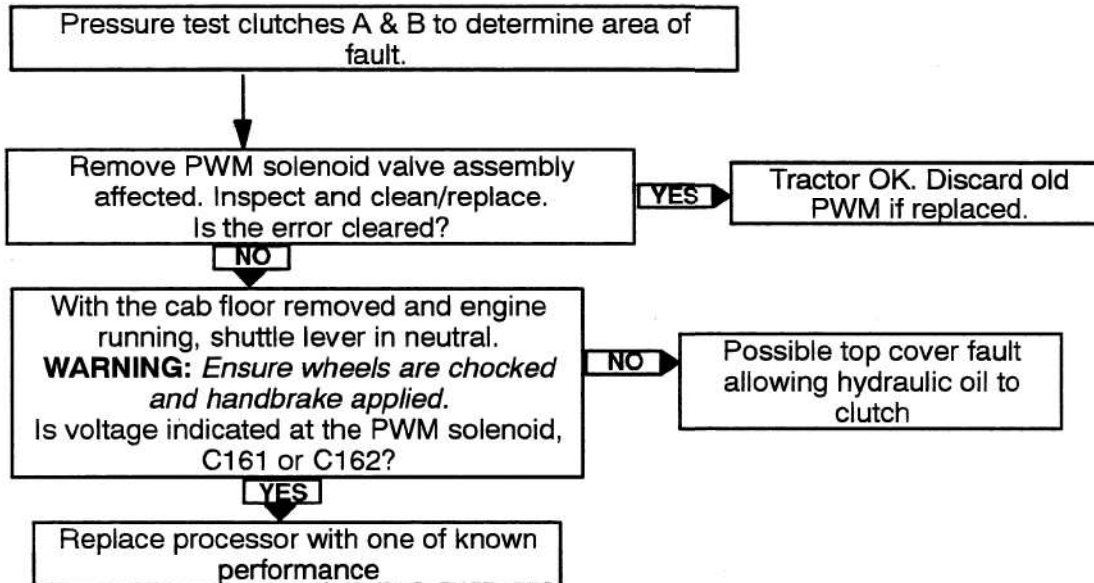 Pressure test clutches A & B to determine area of
fault.
Remove PWM solenoid valve assembly
affected. Inspect and clean/replace.
Is the error cleared?
YES
Tractor OK. Discard old
PWM if replaced.
NO
With the cab floor removed and engine
running, shuttle lever in neutral.
WARNING: Ensure wheels are chocked
and handbrake applied.
Is voltage indicated at the PWM solenoid,
C161 or C162?
NO
Possible top cover fault
allowing hydraulic oil to
clutch
YES
Replace processor with one of known
performance